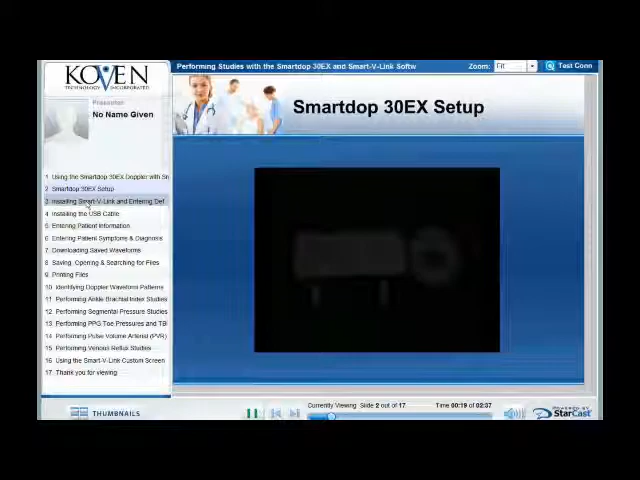 KOVEN
TECHNOLOGY INCORPORATED
Performing Studies with the Smartdop 30EX and Smart-V-Link Softw
Zoom: Fit
Test Conn
Presenter
No Name Given
Smartdop 30EX Setup
1 Using the Smartdop 30EX Doppler with Sm
2 Smartdop 30EX Setup
3 Installing Smart-V-Link and Entering Def
4 Installing the USB Cable
5 Entering Patient Information
6 Entering Patient Symptoms & Diagnosis
7 Downloading Saved Waveforms
8 Saving, Opening & Searching for Files
9 Printing Files
10 Identifying Doppler Waveform Patterns
11 Performing Ankle Brachial Index Studies
12 Performing Segmental Pressure Studies
13 Performing PPG Toe Pressures and TBI
14 Performing Pulse Volume Arterial (PVR)
15 Performing Venous Reflux Studies
16 Using the Smart-V-Link Custom Screen
17 Thank you for viewing
THUMBNAILS
Currently Viewing Slide 2 out of 17 Time 00:19 of 02:37
POWERED BY
StarCast